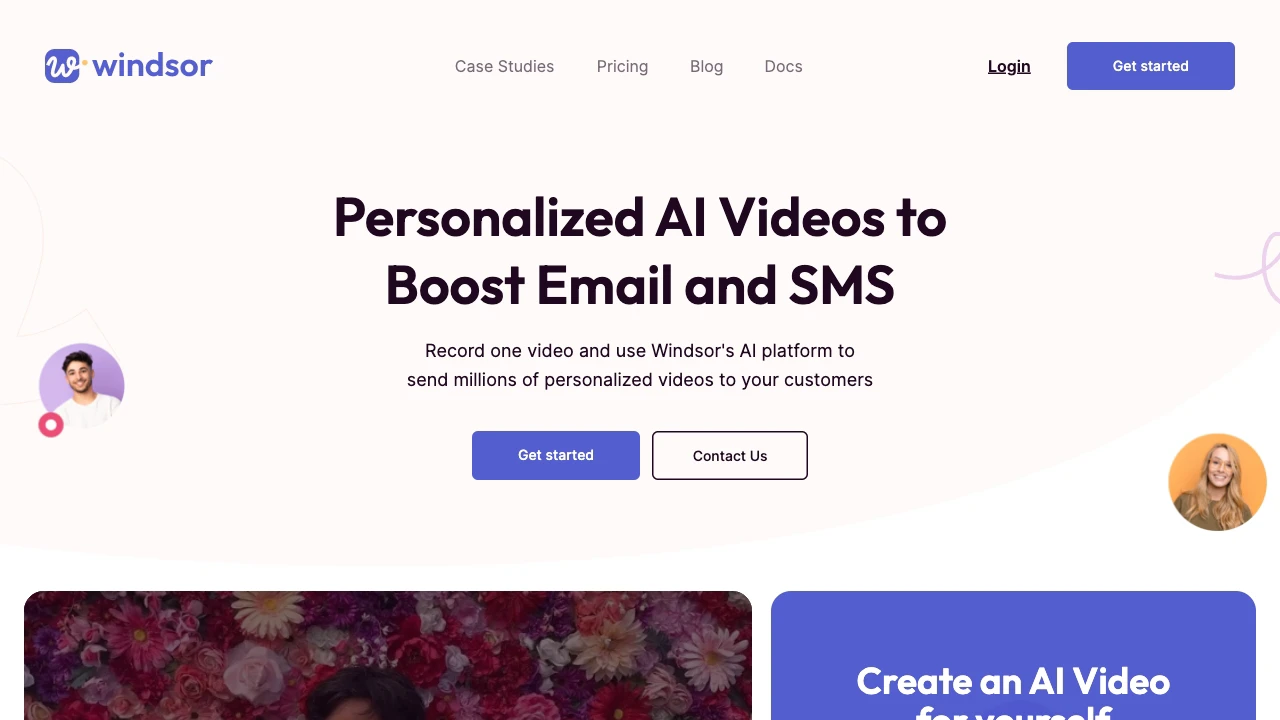 windsor
Case Studies
Pricing
Blog
Docs
Login
Get started
Personalized AI Videos to
Boost Email and SMS
Record one video and use Windsor's AI platform to
send millions of personalized videos to your customers
Get started
Contact Us
Create an AI Video
for yourself